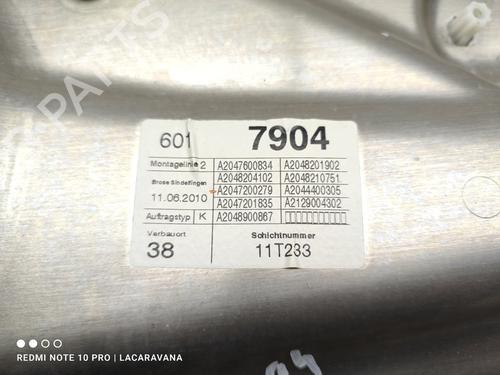 601 7904
Montagelinie 2 A2047600834 A2048201902
A2048204102 A2048210751
Brose Sindelfingen A2047200279 A2044400305
11.06.2010 A2047201835 A2129004302
Auftragstyp K A2048900867
Verbauort Schichtnummer
38 11T233
REDMI NOTE 10 PRO | LACARAVANA